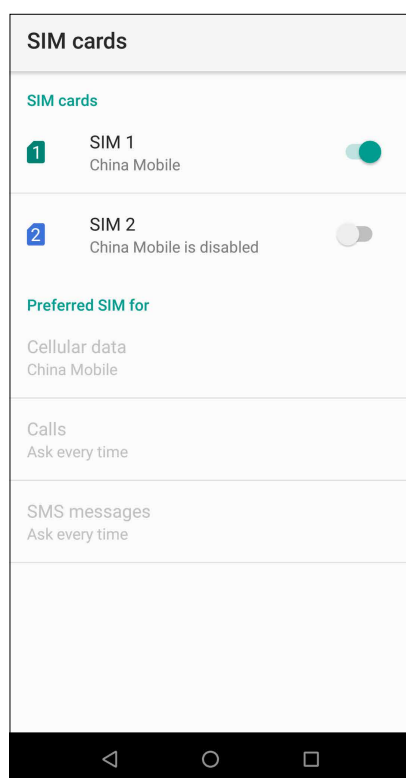 SIM cards
SIM cards
1
SIM 1
China Mobile
2
SIM 2
China Mobile is disabled
Preferred SIM for
Cellular data
China Mobile
Calls
Ask every time
SMS messages
Ask every time